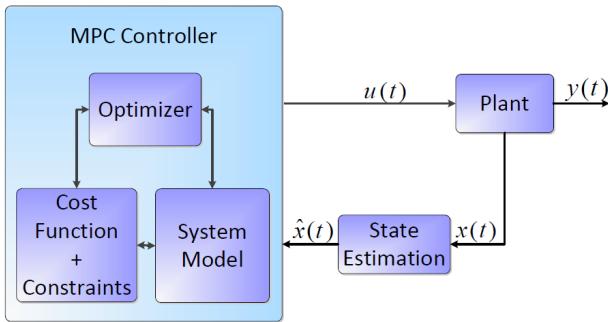 MPC Controller
Optimizer
Cost
Function
+
Constraints
System
Model
u(t)
Plant
y(t)
x̂(t)
State
Estimation
x(t)